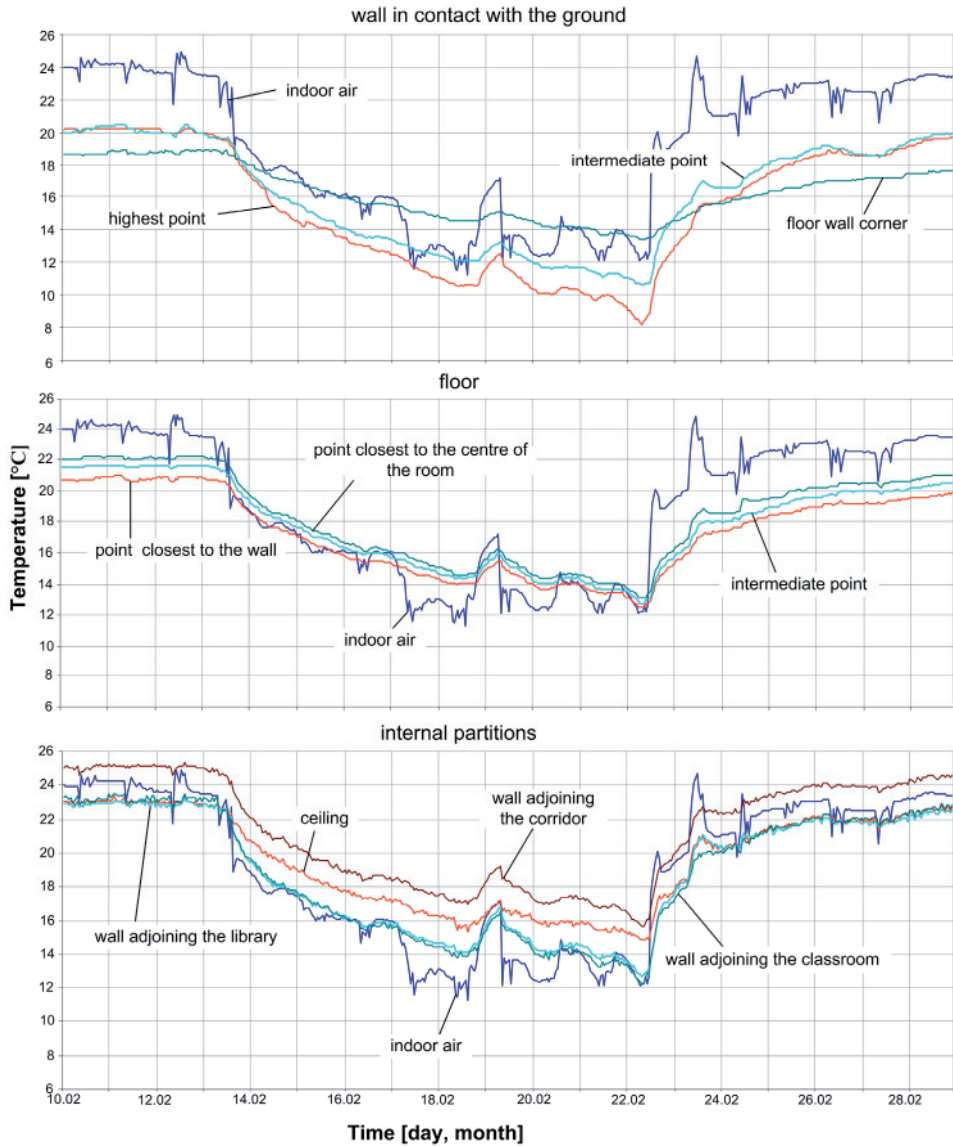 wall in contact with the ground
26
24
22
20
18
16
14
12
10
8
6
indoor air
intermediate point
highest point
floor wall corner
floor
26
24
22
20
18
16
14
12
10
8
6
point closest to the centre of
the room
point closest to the wall
intermediate point
indoor air
Temperature [°C]
internal partitions
26
24
22
20
18
16
14
12
10
8
6
ceiling
wall adjoining
the corridor
wall adjoining the library
wall adjoining the classroom
indoor air
10.02 12.02 14.02 16.02 18.02 20.02 22.02 24.02 26.02 28.02
Time [day, month]